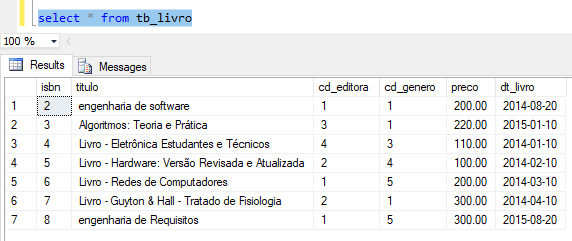 select * from tb_livro
100 %
Results Messages
isbn titulo cd_editora cd_genero preco dt_livro
1 2 engenharia de software 1 1 200.00 2014-08-20
2 3 Algoritmos: Teoria e Prática 3 1 220.00 2015-01-10
3 4 Livro - Eletrônica Estudantes e Técnicos 4 3 110.00 2014-01-10
4 5 Livro - Hardware: Versão Revisada e Atualizada 2 4 100.00 2014-02-10
5 6 Livro - Redes de Computadores 1 5 200.00 2014-03-10
6 7 Livro - Guyton & Hall - Tratado de Fisiologia 2 1 300.00 2014-04-10
7 8 engenharia de Requisitos 1 5 300.00 2015-08-20